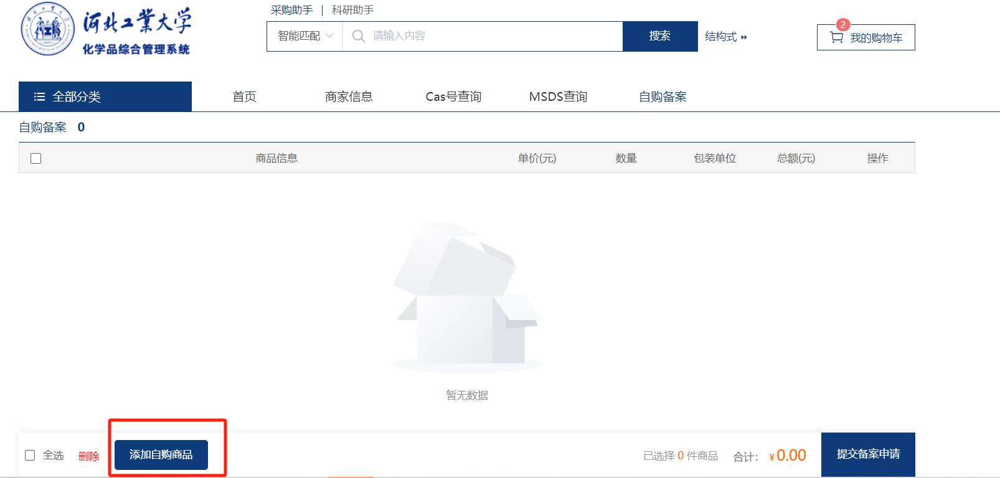 河北工業大学
化学品综合管理系统
采购助手 | 科研助手
智能匹配 请输入内容 搜索 结构式
2
我的购物车
全部分类 首页 商家信息 Cas号查询 MSDS查询 自购备案
自购备案 0
商品信息 单价(元) 数量 包装单位 总额(元) 操作
暂无数据
全选 删除 添加自购商品 已选择 0 件商品 合计: ¥0.00 提交备案申请